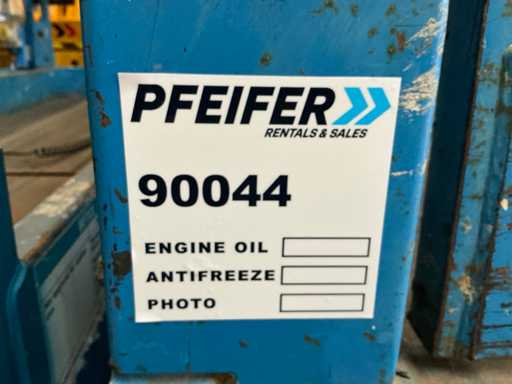 PFEIFER
RENTALS & SALES
90044
ENGINE OIL
ANTIFREEZE
PHOTO